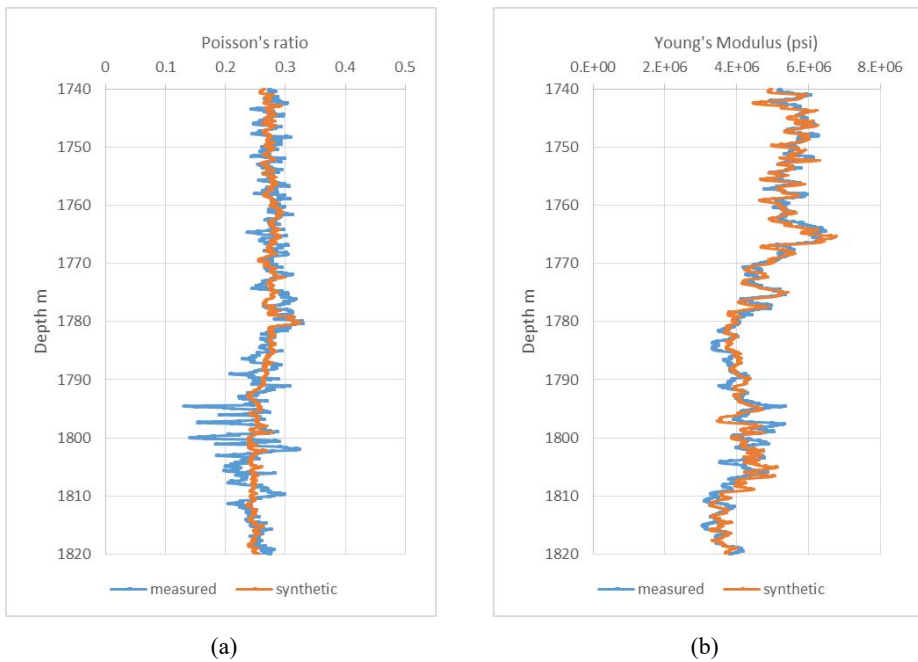 Poisson's ratio
0 0.1 0.2 0.3 0.4 0.5
1740
1750
1760
1770
1780
1790
1800
1810
1820
Depth m
measured synthetic
(a)
Young's Modulus (psi)
0.E+00 2.E+06 4.E+06 6.E+06 8.E+06
1740
1750
1760
1770
1780
1790
1800
1810
1820
Depth m
measured synthetic
(b)